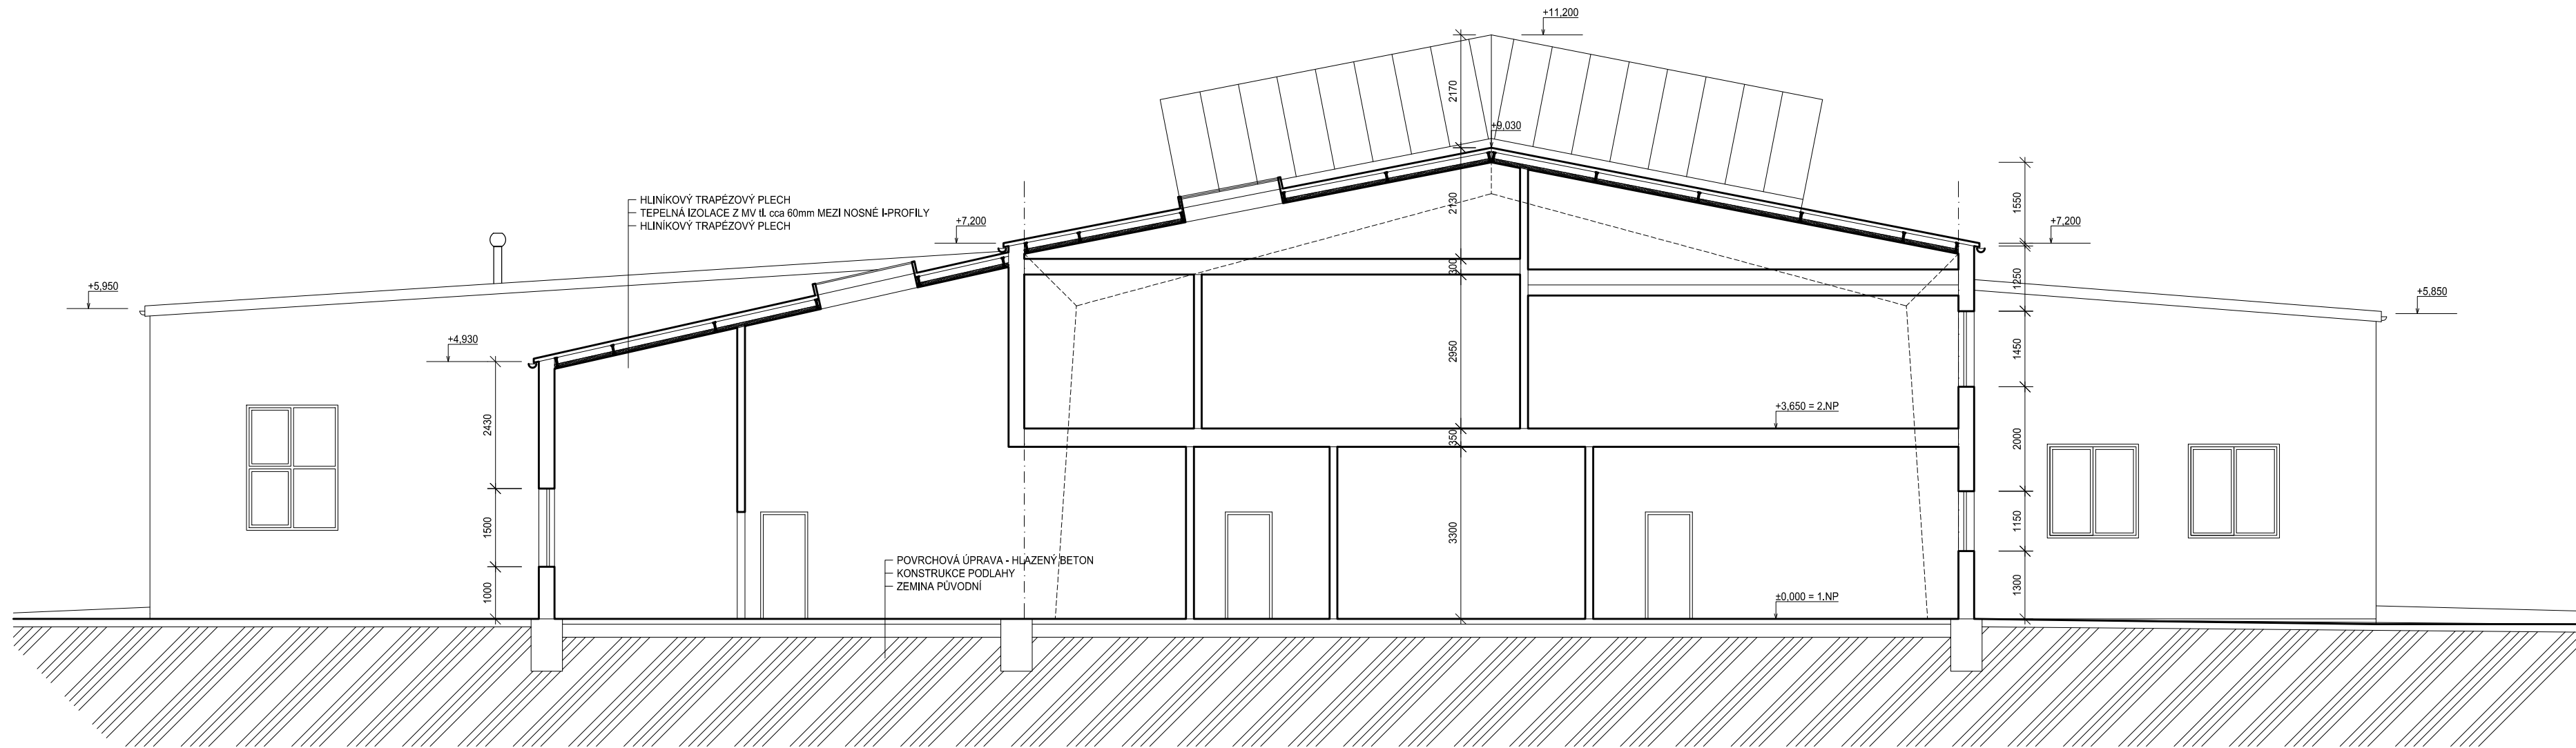 +11,200
2170
+9,030
HLINÍKOVÝ TRAPÉZOVÝ PLECH
TEPELNÁ IZOLACE Z MV tl. cca 60mm MEZI NOSNÉ I-PROFILY
HLINÍKOVÝ TRAPÉZOVÝ PLECH
2130
1550
+7,200
+7,200
300
1250
+5,950
+5,850
+4,930
2950
1450
2430
+3,650 = 2.NP
350
2000
1500
3300
1150
POVRCHOVÁ ÚPRAVA - HLAZENÝ BETON
KONSTRUKCE PODLAHY
ZEMINA PŮVODNÍ
1000
±0,000 = 1.NP
1300